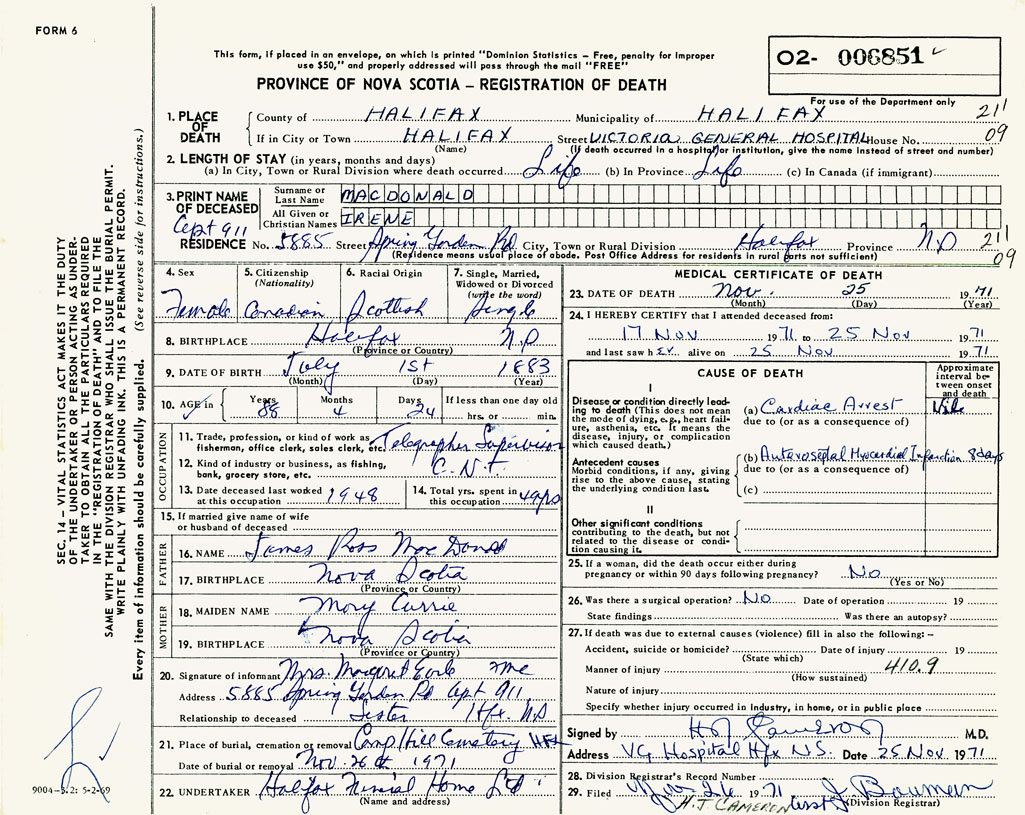 FORM 6
This form, if placed in an envelope, on which is printed "Dominion Statistics – Free, penalty for improper
use $50," and properly addressed will pass through the mail "FREE"
PROVINCE OF NOVA SCOTIA – REGISTRATION OF DEATH
O2- 006851
For use of the Department only
211
09
1. PLACE OF DEATH
County of HALIFAX Municipality of HALIFAX
If in City or Town HALIFAX Street VICTORIA GENERAL HOSPITAL House No.
(Name) (If death occurred in a hospital or institution, give the name instead of street and number)
2. LENGTH OF STAY (in years, months and days)
(a) In City, Town or Rural Division where death occurred Life (b) In Province Life (c) In Canada (if immigrant)
3. PRINT NAME OF DECEASED
Surname or Last Name MACDONALD
All Given or Christian Names IRENE
Apt 911
RESIDENCE No. 5885 Street Spring Garden Rd City, Town or Rural Division Halifax Province N.S 211
(Residence means usual place of abode. Post Office Address for residents in rural parts not sufficient) 09
4. Sex Female
5. Citizenship (Nationality) Canadian
6. Racial Origin Scottish
7. Single, Married, Widowed or Divorced (write the word) Single
8. BIRTHPLACE Halifax N.S
(Province or Country)
9. DATE OF BIRTH July 1st 1883
(Month) (Day) (Year)
10. AGE in Years 88 Months 4 Days 24 If less than one day old hrs. or min.
OCCUPATION
11. Trade, profession, or kind of work as fisherman, office clerk, sales clerk, etc. Telegrapher Supervisor
12. Kind of industry or business, as fishing, bank, grocery store, etc. C.N.T.
13. Date deceased last worked at this occupation 1948
14. Total yrs. spent in this occupation 49yrs
15. If married give name of wife or husband of deceased
FATHER
16. NAME James Ross MacDonald
17. BIRTHPLACE Nova Scotia
(Province or Country)
MOTHER
18. MAIDEN NAME Mary Currie
19. BIRTHPLACE Nova Scotia
(Province or Country)
20. Signature of informant Mrs. Margaret Earle
Address 5885 Spring Garden Rd Apt 911
Relationship to deceased Sister Hfx. N.S
21. Place of burial, cremation or removal Camp Hill Cemetery Hfx
Date of burial or removal Nov. 26th 1971
22. UNDERTAKER Halifax Funeral Home Ltd
(Name and address)
MEDICAL CERTIFICATE OF DEATH
23. DATE OF DEATH Nov. 25 1971
(Month) (Day) (Year)
24. I HEREBY CERTIFY that I attended deceased from:
17 Nov 1971 to 25 Nov 1971
and last saw her alive on 25 Nov 1971
CAUSE OF DEATH
Approximate interval between onset and death
I
Disease or condition directly leading to death (This does not mean the mode of dying, e.g., heart failure, asthenia, etc. It means the disease, injury, or complication which caused death.)
(a) Cardiac Arrest
due to (or as a consequence of)
Antecedent causes
Morbid conditions, if any, giving rise to the above cause, stating the underlying condition last.
(b) Anteroseptal Myocardial Infarction 8 days
due to (or as a consequence of)
(c)
II
Other significant conditions
contributing to the death, but not related to the disease or condition causing it.
25. If a woman, did the death occur either during
pregnancy or within 90 days following pregnancy? No
(Yes or No)
26. Was there a surgical operation? No Date of operation 19
State findings Was there an autopsy?
27. If death was due to external causes (violence) fill in also the following: –
Accident, suicide or homicide? Date of injury 19
(State which)
Manner of injury 410.9
(How sustained)
Nature of injury
Specify whether injury occurred in industry, in home, or in public place
Signed by H J Cameron M.D.
Address V.G Hospital Hfx N.S. Date 25 Nov 1971
28. Division Registrar's Record Number
29. Filed Nov 26 1971 J Bauman
H.J CAMERON (Division Registrar)
SEC. 14 – VITAL STATISTICS ACT MAKES IT THE DUTY
OF THE UNDERTAKER OR PERSON ACTING AS UNDER-
TAKER TO OBTAIN ALL THE PARTICULARS REQUIRED
IN THE "REGISTRATION OF DEATH" AND TO FILE THE
SAME WITH THE DIVISION REGISTRAR WHO SHALL ISSUE THE BURIAL PERMIT.
WRITE PLAINLY WITH UNFADING INK. THIS IS A PERMANENT RECORD.
Every item of information should be carefully supplied. (See reverse side for instructions.)
9004-S.2: 5-2-69